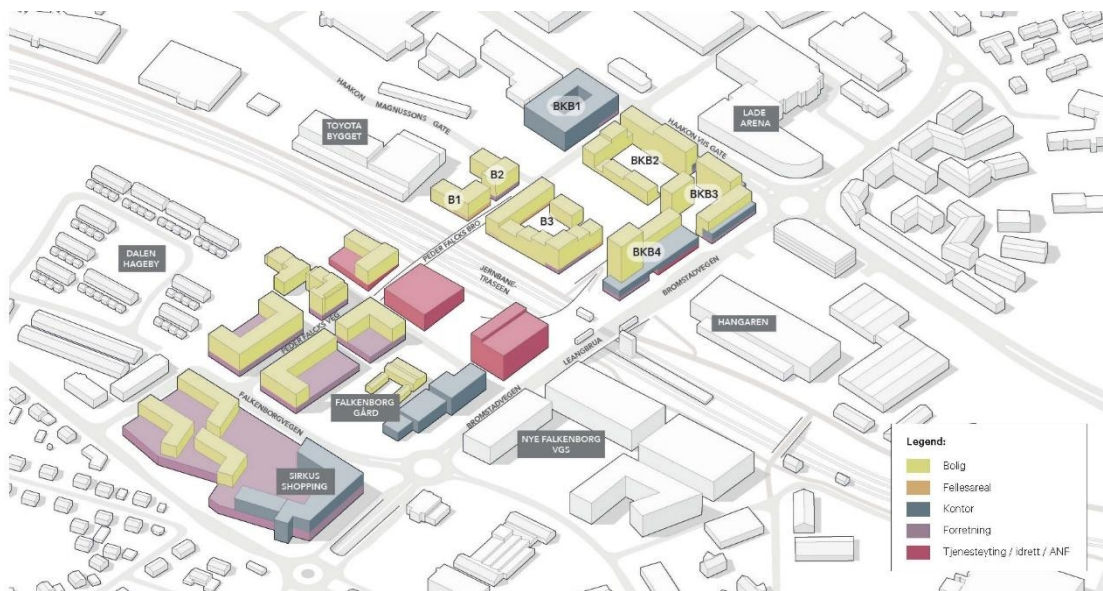 HAAKON MAGNUSSONS GATE
TOYOTA
BYGGET
BKB1
LADE
ARENA
HAAKON VIIS GATE
BKB2
BKB3
B2
B1
B3
BKB4
PEDER FALCKS BRO
DALEN
HAGEBY
JERNBANE-
TRASEEN
BROMSTADVEGEN
HANGAREN
PEDER FALCKS VEG
LEANGBRUA
FALKENBORG
GÅRD
BROMSTADVEGEN
FALKENBORGVEGEN
NYE FALKENBORG
VGS
SIRKUS
SHOPPING
Legend:
Bolig
Fellesareal
Kontor
Forretning
Tjenesteyting / idrett / ANF